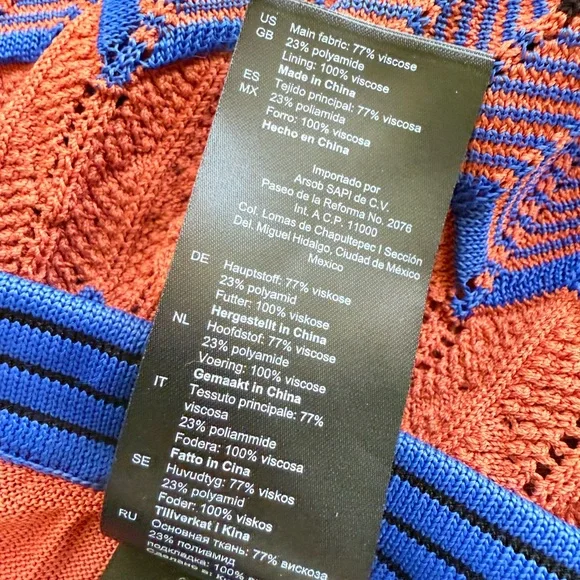 US Main fabric: 77% viscose
GB 23% polyamide
Lining: 100% viscose
Made in China
ES Tejido principal: 77% viscosa
MX 23% poliamida
Forro: 100% viscosa
Hecho en China
Importado por
Arsob SAPI de C.V.
Paseo de la Reforma No. 2076
Int. A C.P. 11000
Col. Lomas de Chapultepec I Sección
Del. Miguel Hidalgo, Ciudad de México
Mexico
DE Hauptstoff: 77% viskose
23% polyamid
Futter: 100% viskose
Hergestellt in China
NL Hoofdstof: 77% viscose
23% polyamide
Voering: 100% viscose
Gemaakt in China
IT Tessuto principale: 77%
viscosa
23% poliammide
Fodera: 100% viscosa
Fatto in Cina
SE Huvudtyg: 77% viskos
23% polyamid
Foder: 100% viskos
Tillverkat i Kina
RU Основная ткань: 77% вискоза
23% полиамид
подкладка: 100% вискоза
Сделано в